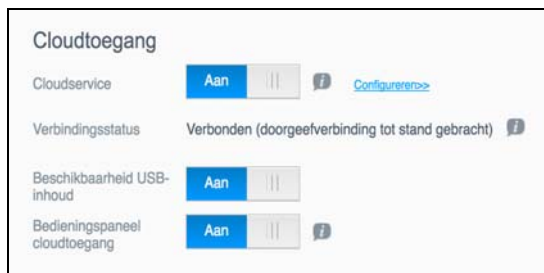 Cloudtoegang
Cloudservice Aan Configureren>>
Verbindingsstatus Verbonden (doorgeefverbinding tot stand gebracht)
Beschikbaarheid USB-
inhoud Aan
Bedieningspaneel
cloudtoegang Aan